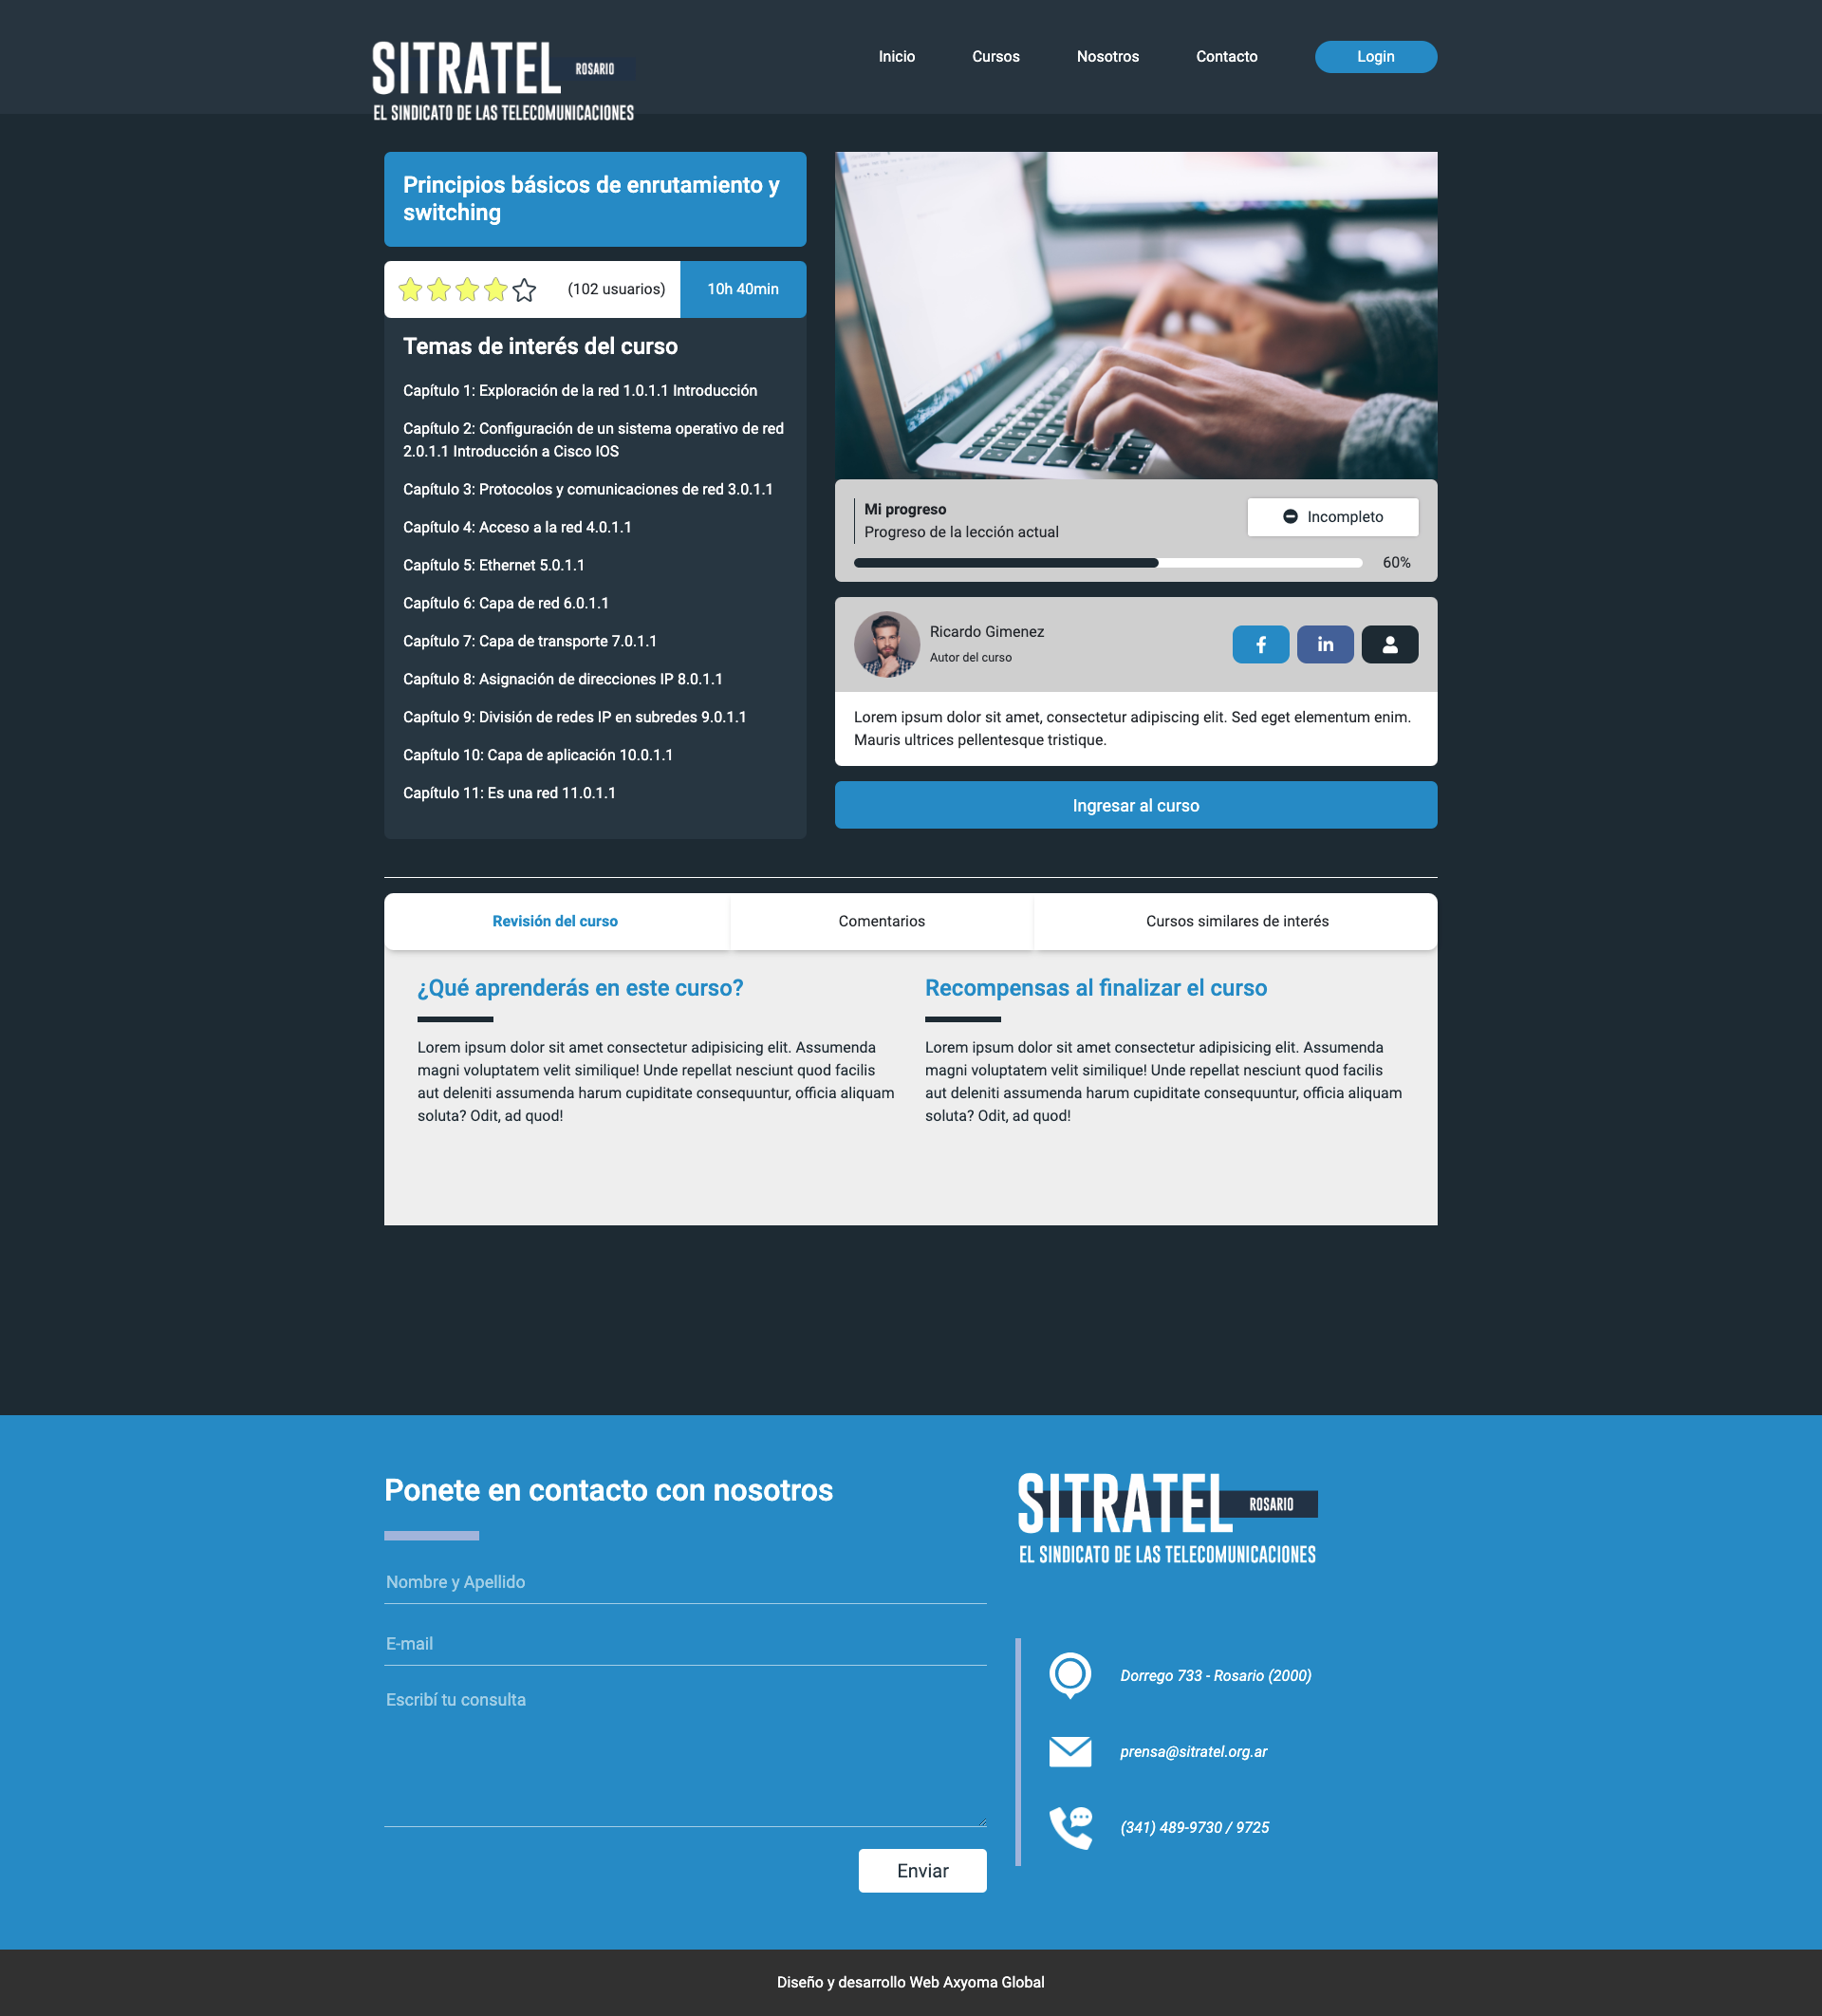 SITRATEL ROSARIO
EL SINDICATO DE LAS TELECOMUNICACIONES
Inicio
Cursos
Nosotros
Contacto
Login
Principios básicos de enrutamiento y
switching
(102 usuarios)
10h 40min
Temas de interés del curso
Capítulo 1: Exploración de la red 1.0.1.1 Introducción
Capítulo 2: Configuración de un sistema operativo de red
2.0.1.1 Introducción a Cisco IOS
Capítulo 3: Protocolos y comunicaciones de red 3.0.1.1
Capítulo 4: Acceso a la red 4.0.1.1
Capítulo 5: Ethernet 5.0.1.1
Capítulo 6: Capa de red 6.0.1.1
Capítulo 7: Capa de transporte 7.0.1.1
Capítulo 8: Asignación de direcciones IP 8.0.1.1
Capítulo 9: División de redes IP en subredes 9.0.1.1
Capítulo 10: Capa de aplicación 10.0.1.1
Capítulo 11: Es una red 11.0.1.1
Mi progreso
Progreso de la lección actual
Incompleto
60%
Ricardo Gimenez
Autor del curso
Lorem ipsum dolor sit amet, consectetur adipiscing elit. Sed eget elementum enim.
Mauris ultrices pellentesque tristique.
Ingresar al curso
Revisión del curso
Comentarios
Cursos similares de interés
¿Qué aprenderás en este curso?
Lorem ipsum dolor sit amet consectetur adipisicing elit. Assumenda
magni voluptatem velit similique! Unde repellat nesciunt quod facilis
aut deleniti assumenda harum cupiditate consequuntur, officia aliquam
soluta? Odit, ad quod!
Recompensas al finalizar el curso
Lorem ipsum dolor sit amet consectetur adipisicing elit. Assumenda
magni voluptatem velit similique! Unde repellat nesciunt quod facilis
aut deleniti assumenda harum cupiditate consequuntur, officia aliquam
soluta? Odit, ad quod!
Ponete en contacto con nosotros
Nombre y Apellido
E-mail
Escribí tu consulta
Enviar
SITRATEL ROSARIO
EL SINDICATO DE LAS TELECOMUNICACIONES
Dorrego 733 - Rosario (2000)
prensa@sitratel.org.ar
(341) 489-9730 / 9725
Diseño y desarrollo Web Axyoma Global